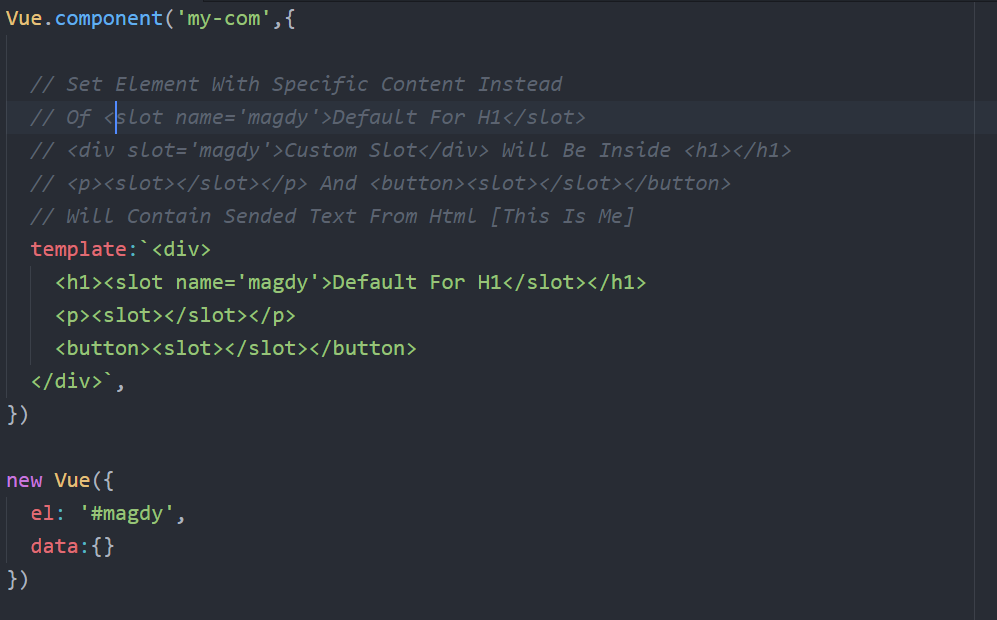 Vue.component('my-com',{
// Set Element With Specific Content Instead
// Of <slot name='magdy'>Default For H1</slot>
// <div slot='magdy'>Custom Slot</div> Will Be Inside <h1></h1>
// <p><slot></slot></p> And <button><slot></slot></button>
// Will Contain Sended Text From Html [This Is Me]
template:`<div>
<h1><slot name='magdy'>Default For H1</slot></h1>
<p><slot></slot></p>
<button><slot></slot></button>
</div>`,
})
new Vue({
el: '#magdy',
data:{}
})